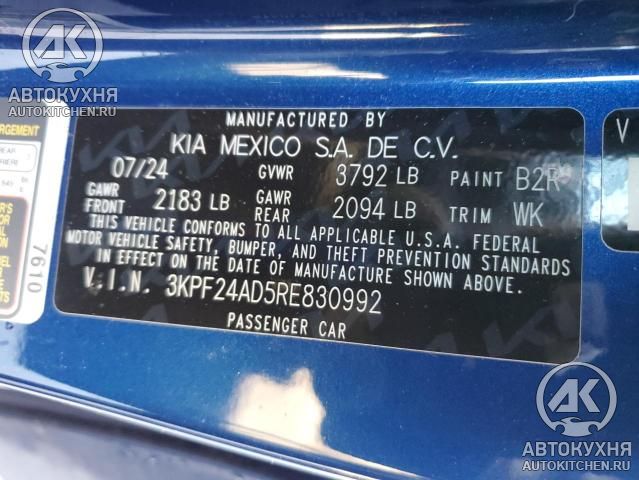 АВТОКУХНЯ
AUTOKITCHEN.RU
MANUFACTURED BY
KIA MEXICO S.A. DE C.V.
07/24 GVWR 3792 LB PAINT B2R
GAWR FRONT 2183 LB GAWR REAR 2094 LB TRIM WK
THIS VEHICLE CONFORMS TO ALL APPLICABLE U.S.A. FEDERAL
MOTOR VEHICLE SAFETY, BUMPER, AND THEFT PREVENTION STANDARDS
IN EFFECT ON THE DATE OF MANUFACTURE SHOWN ABOVE.
V.I.N. 3KPF24AD5RE830992
PASSENGER CAR
7610
V
АВТОКУХНЯ
AUTOKITCHEN.RU